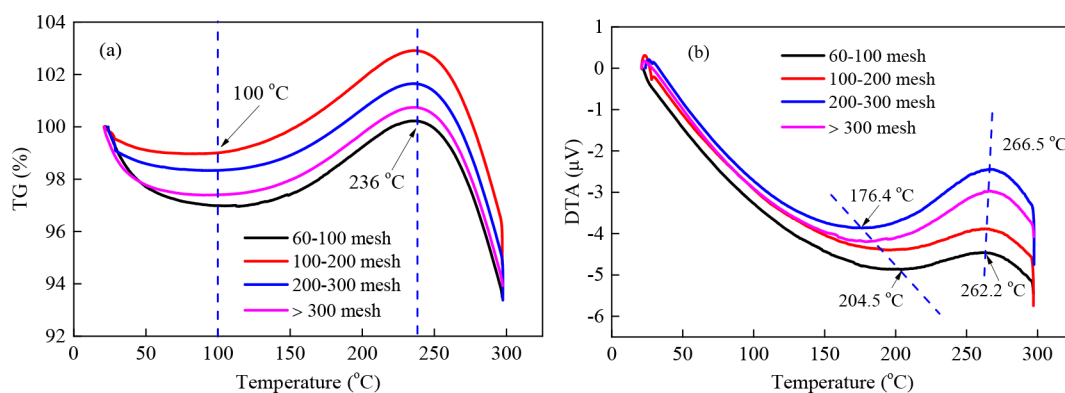 (a)
104
102
100
98
96
94
92
TG (%)
100 °C
236 °C
60-100 mesh
100-200 mesh
200-300 mesh
> 300 mesh
0
50
100
150
200
250
300
Temperature (°C)
(b)
1
0
-1
-2
-3
-4
-5
-6
DTA (μV)
60-100 mesh
100-200 mesh
200-300 mesh
> 300 mesh
266.5 °C
176.4 °C
204.5 °C
262.2 °C
0
50
100
150
200
250
300
Temperature (°C)